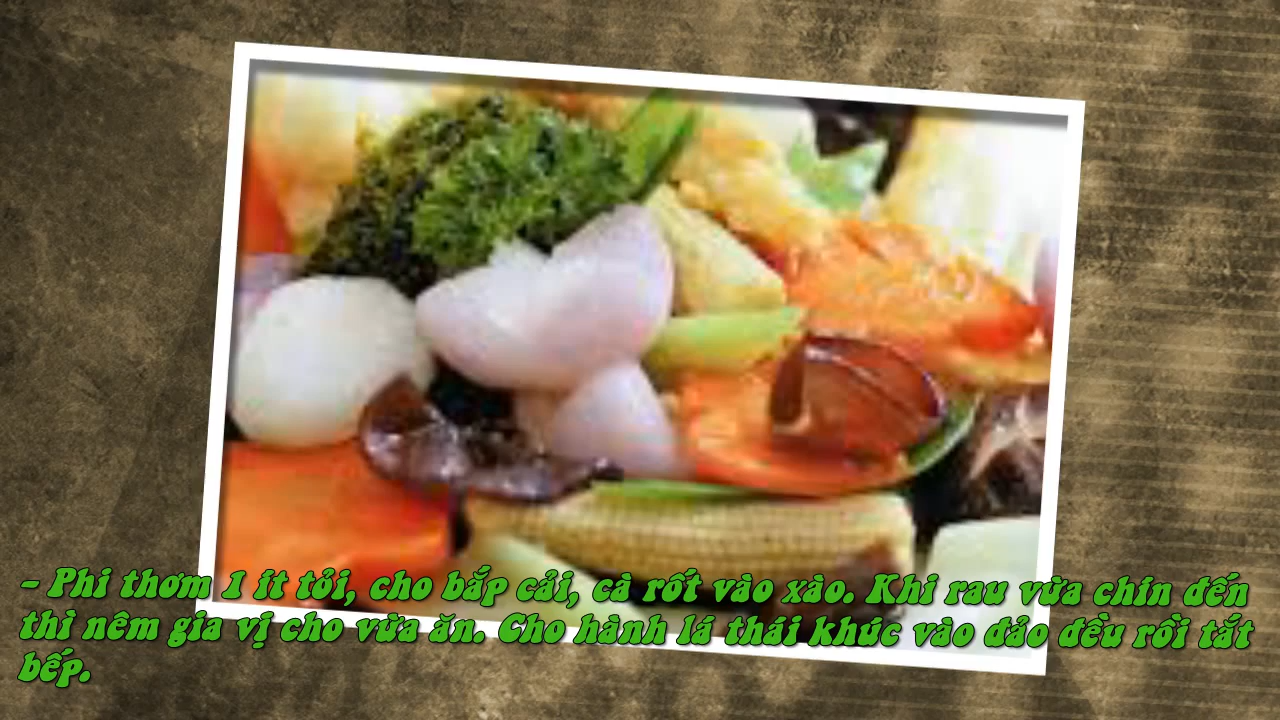 - Phi thơm 1 ít tỏi, cho bắp cải, cà rốt vào xào. Khi rau vừa chín đến
thì nêm gia vị cho vừa ăn. Cho hành lá thái khúc vào đảo đều rồi tắt
bếp.